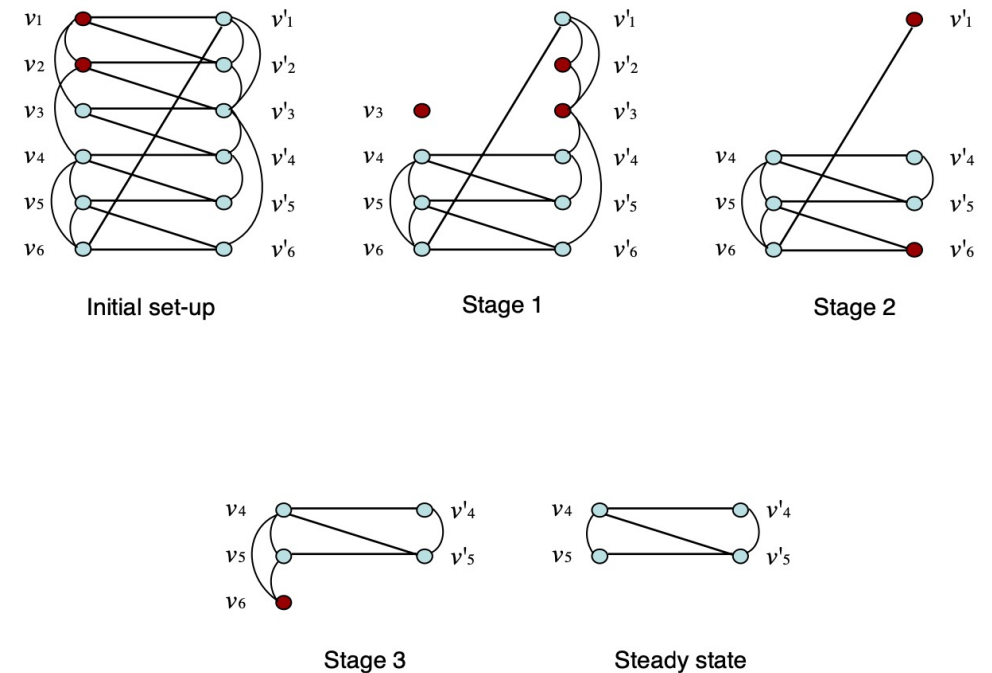 v1 v'1 v'1 v'1
v2 v'2 v'2
v3 v'3 v3 v'3
v4 v'4 v4 v'4 v4 v'4
v5 v'5 v5 v'5 v5 v'5
v6 v'6 v6 v'6 v6 v'6
Initial set-up Stage 1 Stage 2
v4 v'4 v4 v'4
v5 v'5 v5 v'5
v6
Stage 3 Steady state